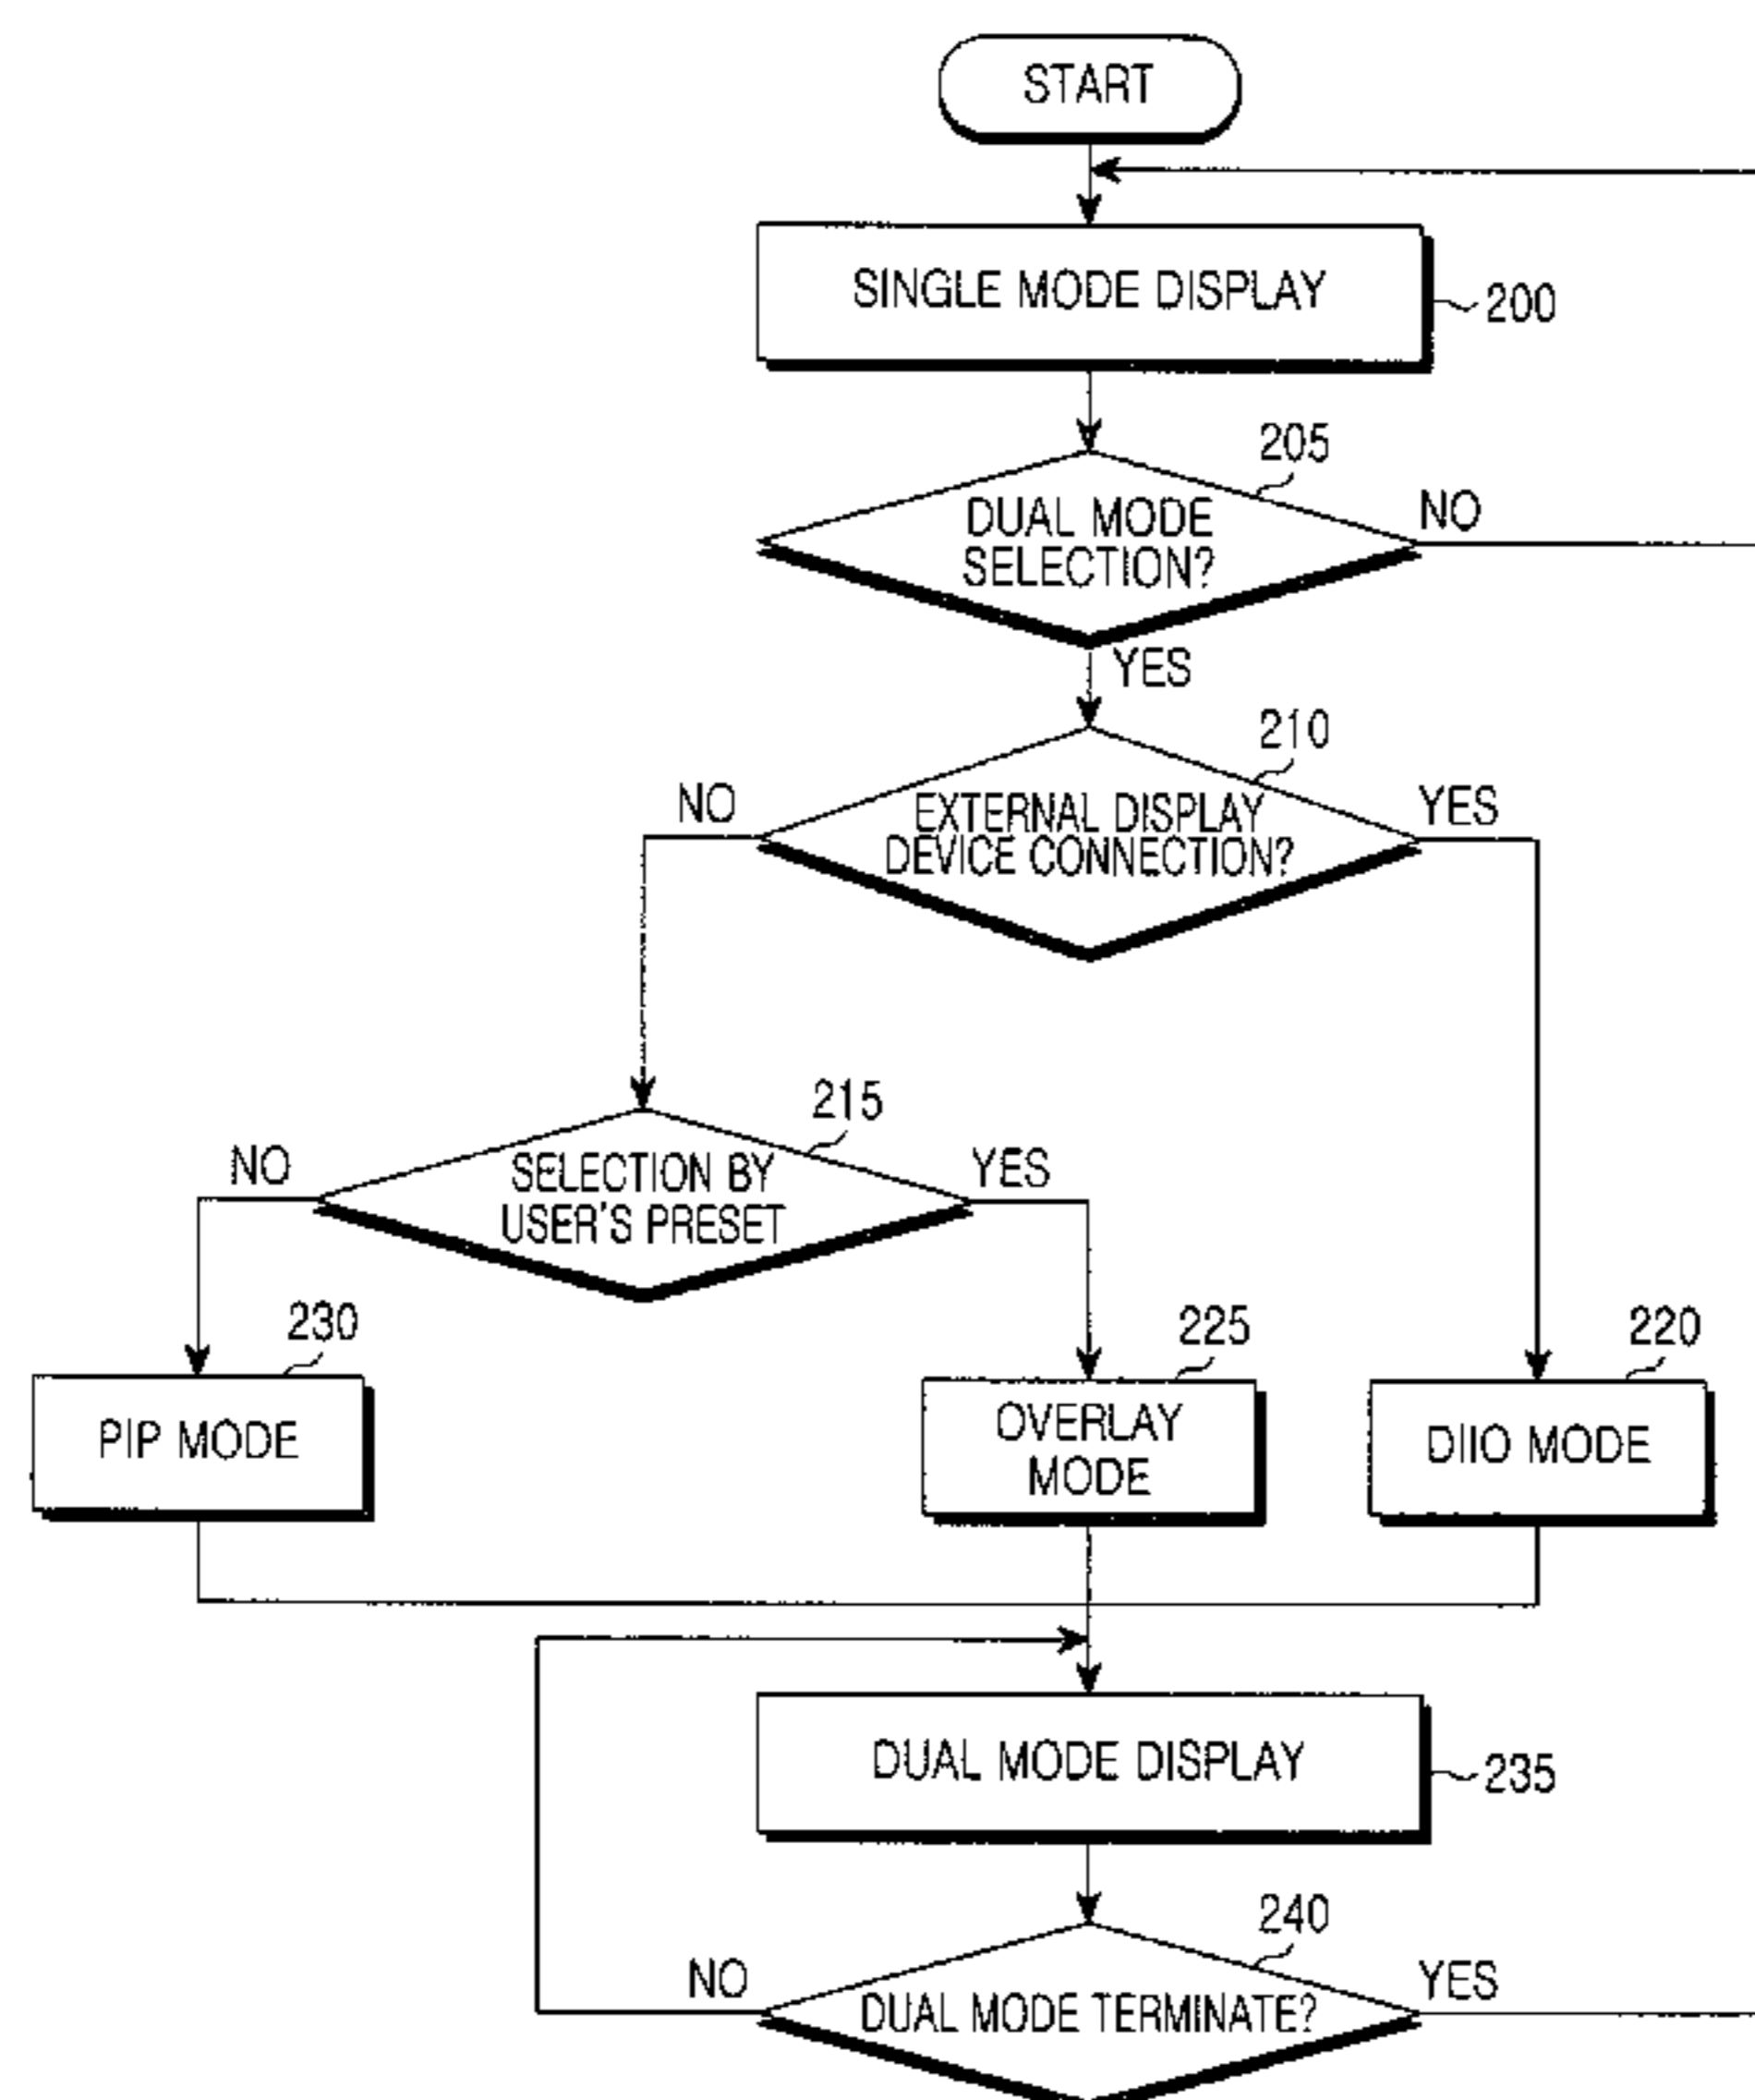 START
SINGLE MODE DISPLAY
200
205
DUAL MODE
SELECTION?
NO
YES
210
NO
EXTERNAL DISPLAY
DEVICE CONNECTION?
YES
215
NO
SELECTION BY
USER'S PRESET
YES
230
225
220
PIP MODE
OVERLAY
MODE
DIIO MODE
DUAL MODE DISPLAY
235
240
NO
DUAL MODE TERMINATE?
YES